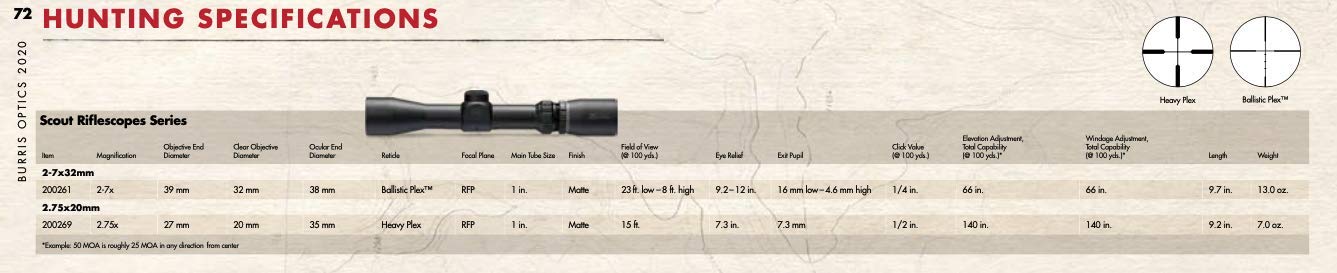 72 HUNTING SPECIFICATIONS
BURRIS OPTICS 2020
Heavy Plex Ballistic Plex™
Scout Riflescopes Series
Item Magnification Objective End Diameter Clear Objective Diameter Ocular End Diameter Reticle Focal Plane Main Tube Size Finish Field of View (@ 100 yds.) Eye Relief Exit Pupil Click Value (@ 100 yds.) Elevation Adjustment, Total Capability (@ 100 yds.)* Windage Adjustment, Total Capability (@ 100 yds.)* Length Weight
2-7x32mm
200261 2-7x 39 mm 32 mm 38 mm Ballistic Plex™ RFP 1 in. Matte 23 ft. low–8 ft. high 9.2–12 in. 16 mm low–4.6 mm high 1/4 in. 66 in. 66 in. 9.7 in. 13.0 oz.
2.75x20mm
200269 2.75x 27 mm 20 mm 35 mm Heavy Plex RFP 1 in. Matte 15 ft. 7.3 in. 7.3 mm 1/2 in. 140 in. 140 in. 9.2 in. 7.0 oz.
*Example: 50 MOA is roughly 25 MOA in any direction from center